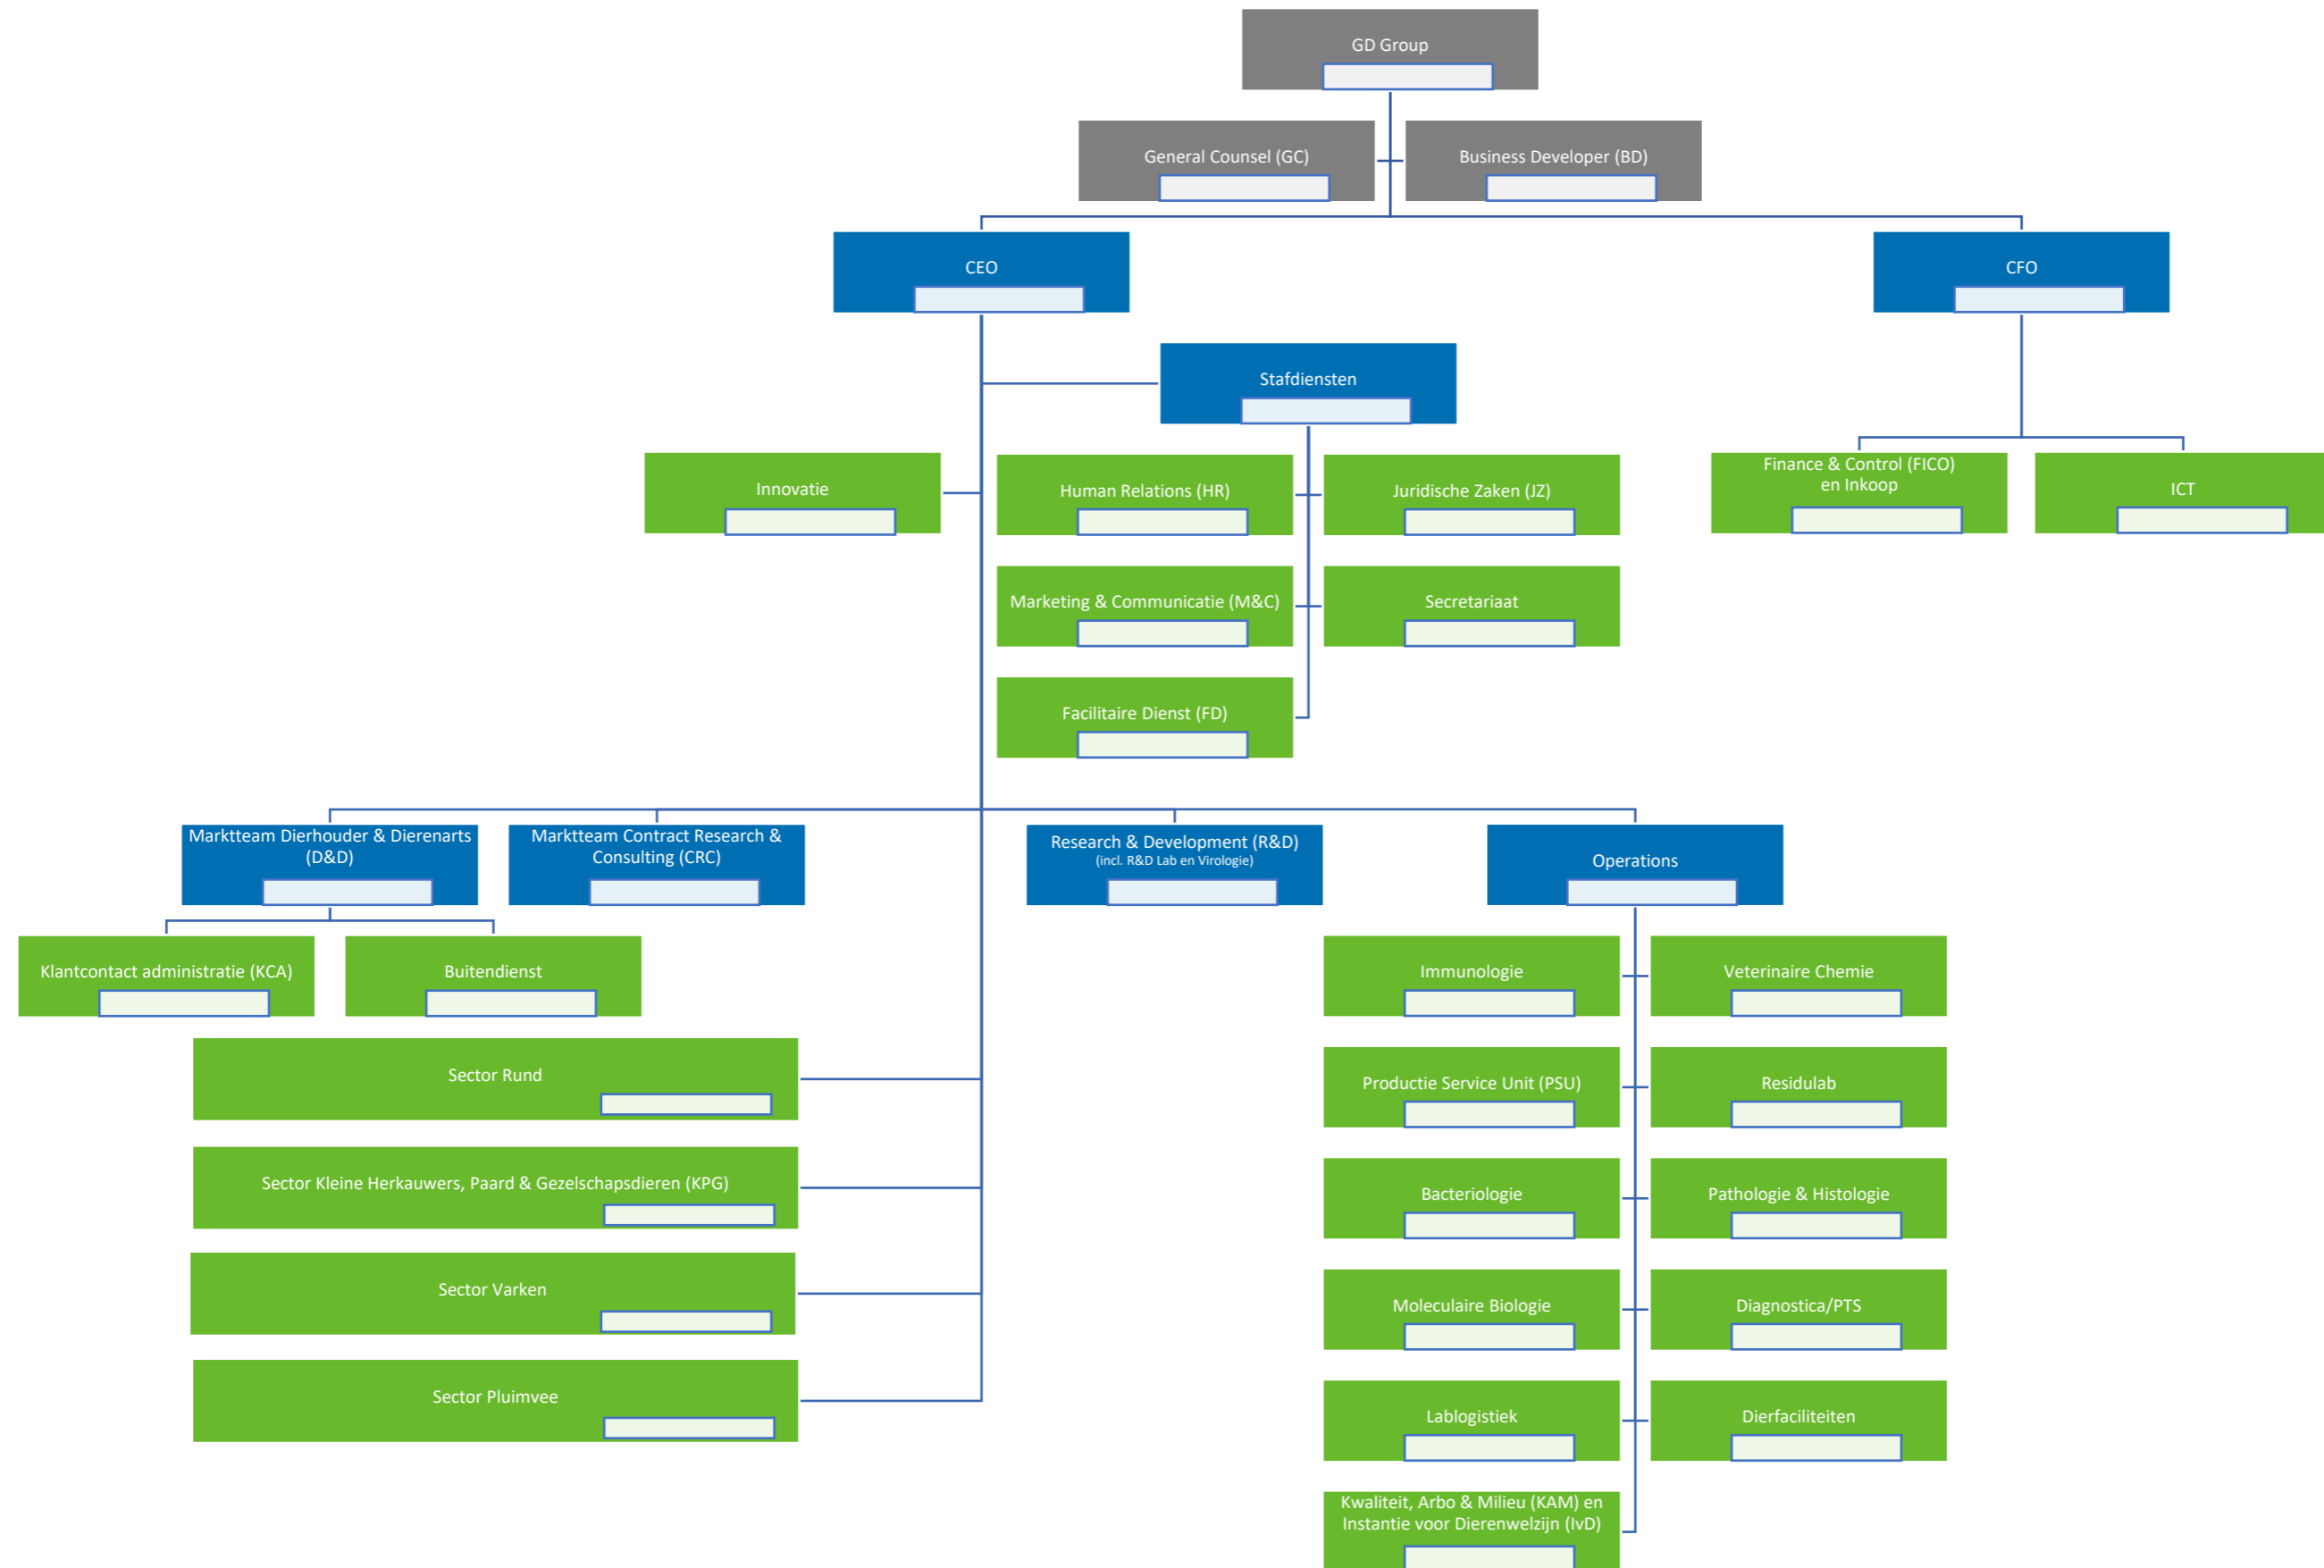 GD Group
General Counsel (GC)
Business Developer (BD)
CEO
CFO
Stafdiensten
Innovatie
Human Relations (HR)
Juridische Zaken (JZ)
Finance & Control (FICO)
en Inkoop
ICT
Marketing & Communicatie (M&C)
Secretariaat
Facilitaire Dienst (FD)
Marktteam Dierhouder & Dierenarts
(D&D)
Marktteam Contract Research &
Consulting (CRC)
Research & Development (R&D)
(incl. R&D Lab en Virologie)
Operations
Klantcontact administratie (KCA)
Buitendienst
Immunologie
Veterinaire Chemie
Sector Rund
Productie Service Unit (PSU)
Residulab
Sector Kleine Herkauwers, Paard & Gezelschapsdieren (KPG)
Bacteriologie
Pathologie & Histologie
Sector Varken
Moleculaire Biologie
Diagnostica/PTS
Sector Pluimvee
Lablogistiek
Dierfaciliteiten
Kwaliteit, Arbo & Milieu (KAM) en
Instantie voor Dierenwelzijn (IvD)